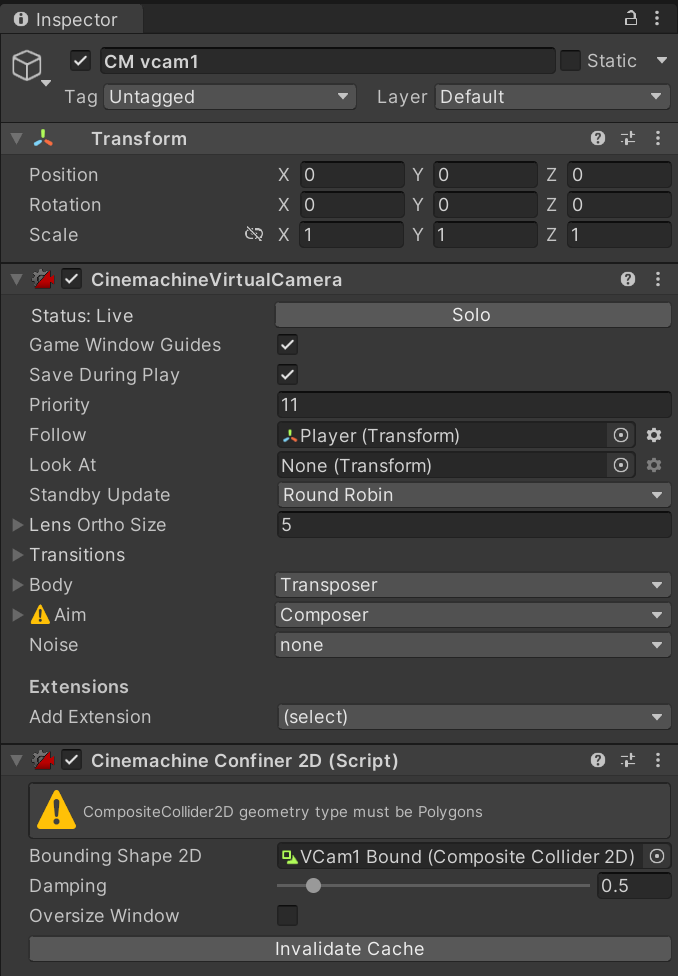 Inspector
CM vcam1 Static
Tag Untagged Layer Default
Transform
Position X 0 Y 0 Z 0
Rotation X 0 Y 0 Z 0
Scale X 1 Y 1 Z 1
CinemachineVirtualCamera
Status: Live Solo
Game Window Guides
Save During Play
Priority 11
Follow Player (Transform)
Look At None (Transform)
Standby Update Round Robin
Lens Ortho Size 5
Transitions
Body Transposer
Aim Composer
Noise none
Extensions
Add Extension (select)
Cinemachine Confiner 2D (Script)
CompositeCollider2D geometry type must be Polygons
Bounding Shape 2D VCam1 Bound (Composite Collider 2D)
Damping 0.5
Oversize Window
Invalidate Cache